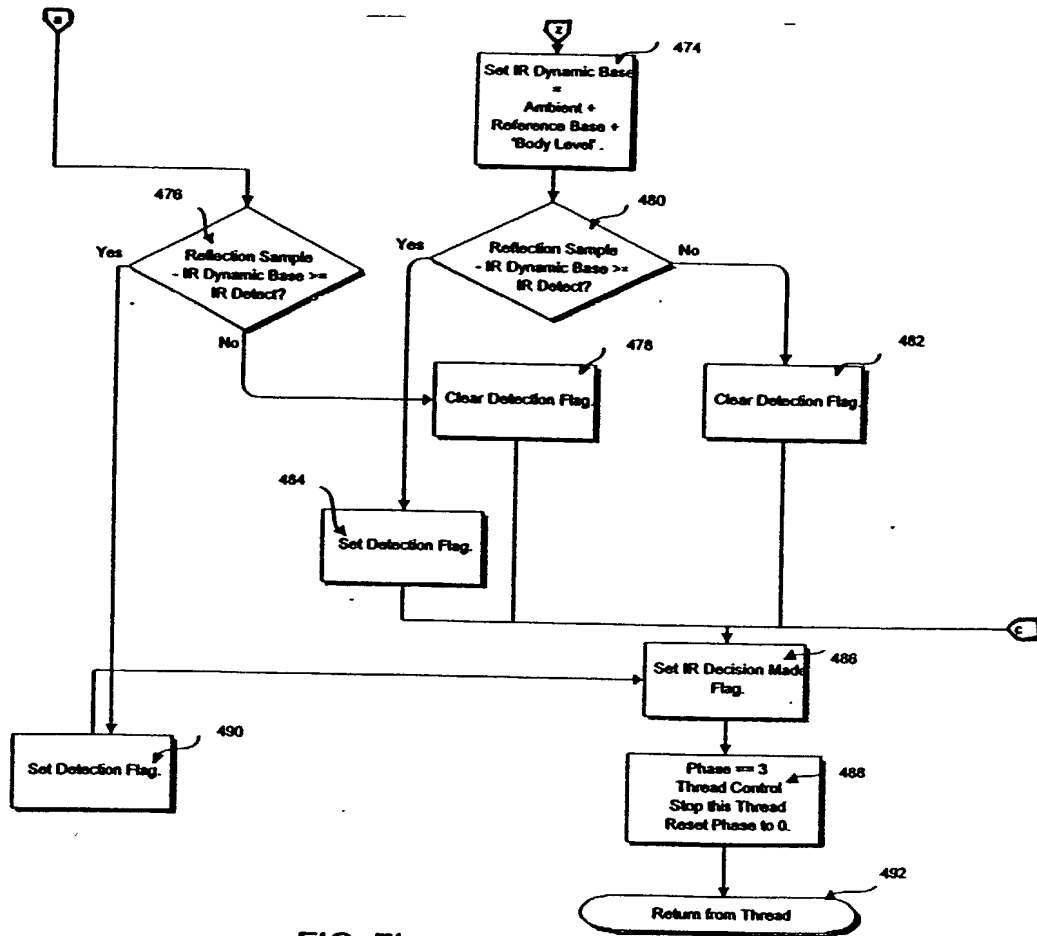 a
z
474
Set IR Dynamic Base
=
Ambient +
Reference Base +
"Body Level".
476
480
Yes
Reflection Sample
- IR Dynamic Base >=
IR Detect?
No
Yes
Reflection Sample
- IR Dynamic Base >=
IR Detect?
No
478
482
Clear Detection Flag.
Clear Detection Flag.
484
Set Detection Flag.
c
486
Set IR Decision Made
Flag.
490
Set Detection Flag.
488
Phase == 3
Thread Control
Stop this Thread
Reset Phase to 0.
492
Return from Thread